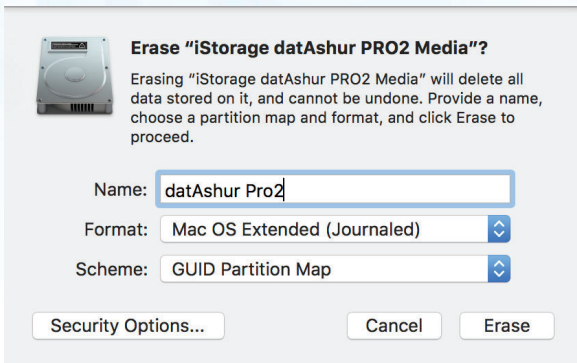 Erase “iStorage datAshur PRO2 Media”?
Erasing “iStorage datAshur PRO2 Media” will delete all
data stored on it, and cannot be undone. Provide a name,
choose a partition map and format, and click Erase to
proceed.
Name: datAshur Pro2
Format: Mac OS Extended (Journaled)
Scheme: GUID Partition Map
Security Options... Cancel Erase